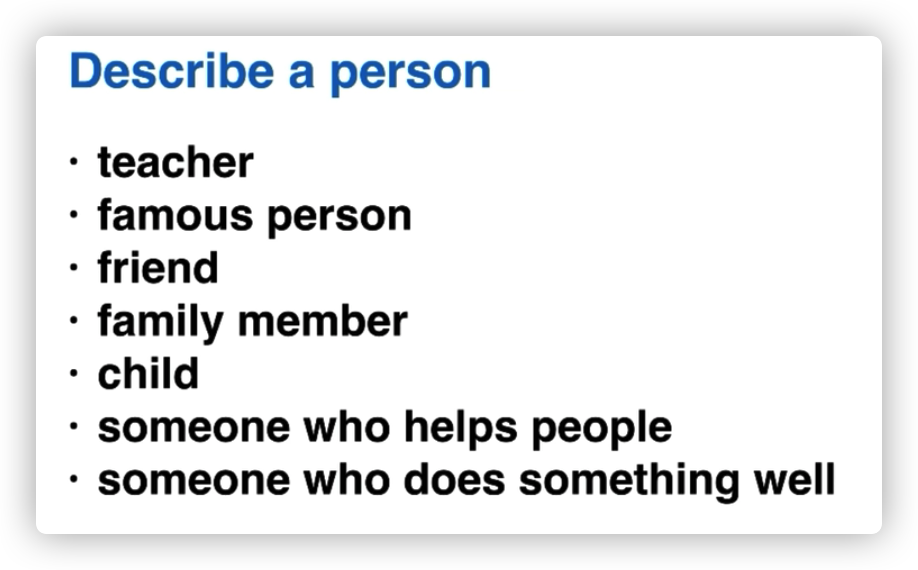 Describe a person
· teacher
· famous person
· friend
· family member
· child
· someone who helps people
· someone who does something well